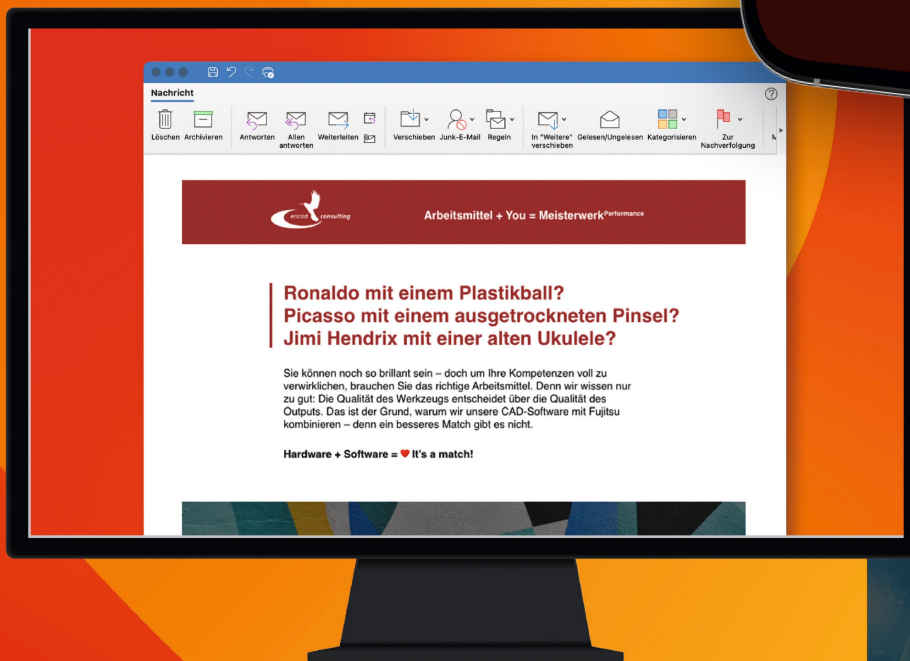 Nachricht
Löschen Archivieren Antworten Allen antworten Weiterleiten Verschieben Junk-E-Mail Regeln In "Weitere" verschieben Gelesen/Ungelesen Kategorisieren Zur Nachverfolgung
encad consulting
Arbeitsmittel + You = Meisterwerk Performance
Ronaldo mit einem Plastikball?
Picasso mit einem ausgetrockneten Pinsel?
Jimi Hendrix mit einer alten Ukulele?
Sie können noch so brillant sein – doch um Ihre Kompetenzen voll zu
verwirklichen, brauchen Sie das richtige Arbeitsmittel. Denn wir wissen nur
zu gut: Die Qualität des Werkzeugs entscheidet über die Qualität des
Outputs. Das ist der Grund, warum wir unsere CAD-Software mit Fujitsu
kombinieren – denn ein besseres Match gibt es nicht.
Hardware + Software = ❤ It's a match!